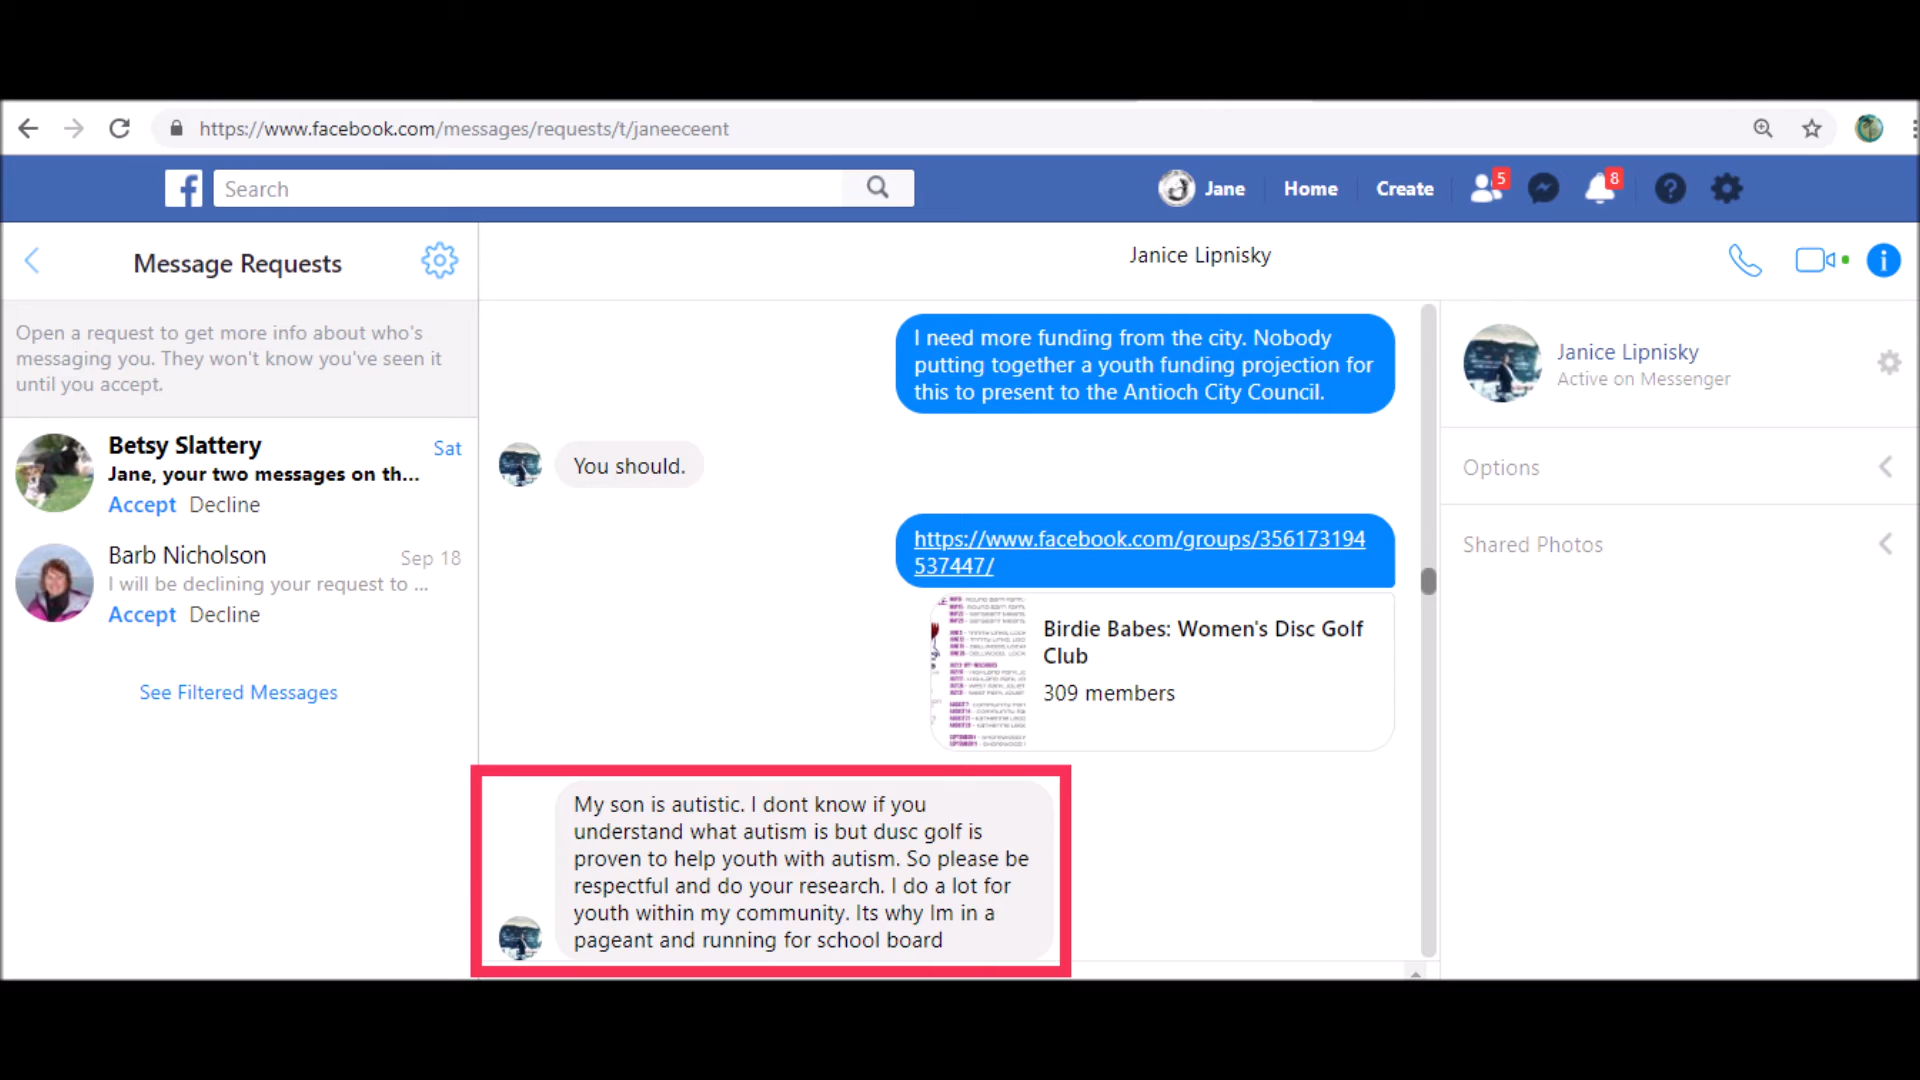 https://www.facebook.com/messages/requests/t/janeeceent
Search
Jane
Home
Create
5
8
Message Requests
Open a request to get more info about who's
messaging you. They won't know you've seen it
until you accept.
Betsy Slattery
Sat
Jane, your two messages on th...
Accept Decline
Barb Nicholson
Sep 18
I will be declining your request to ...
Accept Decline
See Filtered Messages
Janice Lipnisky
I need more funding from the city. Nobody
putting together a youth funding projection for
this to present to the Antioch City Council.
You should.
https://www.facebook.com/groups/356173194
537447/
Birdie Babes: Women's Disc Golf
Club
309 members
My son is autistic. I dont know if you
understand what autism is but dusc golf is
proven to help youth with autism. So please be
respectful and do your research. I do a lot for
youth within my community. Its why Im in a
pageant and running for school board
Janice Lipnisky
Active on Messenger
Options
Shared Photos